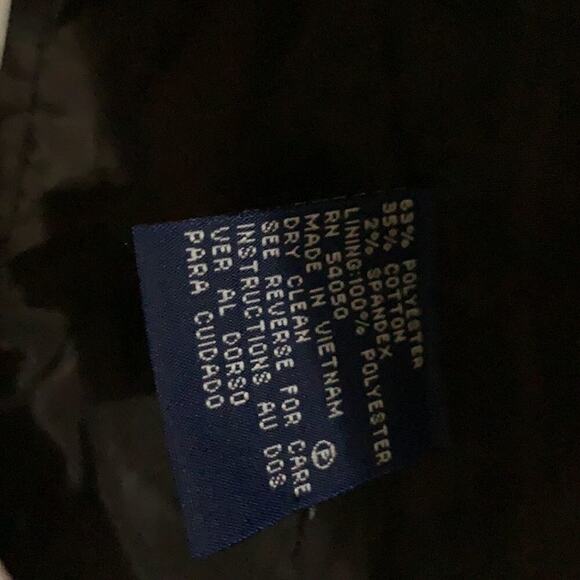 63% POLYESTER
35% COTTON
2% SPANDEX
LINING:100% POLYESTER
RN 54050
MADE IN VIETNAM
DRY CLEAN Ⓟ
SEE REVERSE FOR CARE
INSTRUCTIONS AU DOS
VER AL DORSO
PARA CUIDADO